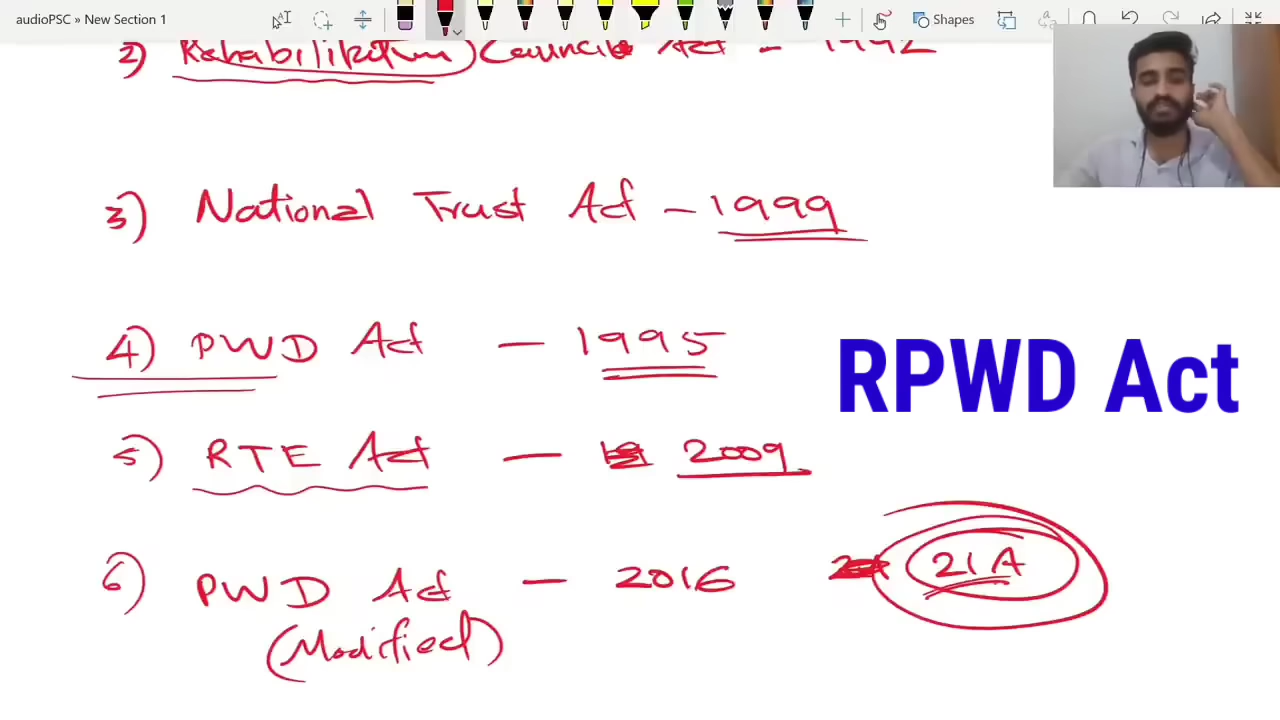 audioPSC » New Section 1
Shapes
2) Rehabilitation Council Act - 1992
3) National Trust Act - 1999
4) PWD Act - 1995
RPWD Act
5) RTE Act - 2009
6) PWD Act - 2016
21A
(Modified)